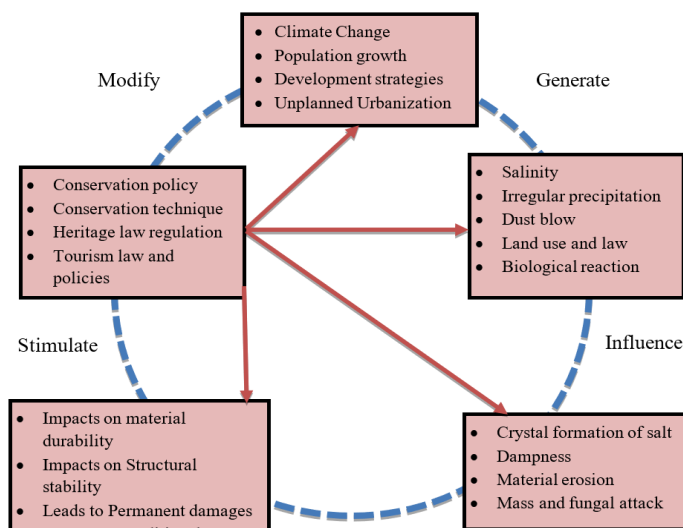 • Climate Change
• Population growth
• Development strategies
• Unplanned Urbanization
Modify
Generate
• Conservation policy
• Conservation technique
• Heritage law regulation
• Tourism law and
policies
• Salinity
• Irregular precipitation
• Dust blow
• Land use and law
• Biological reaction
Stimulate
Influence
• Impacts on material
durability
• Impacts on Structural
stability
• Leads to Permanent damages
• Crystal formation of salt
• Dampness
• Material erosion
• Mass and fungal attack